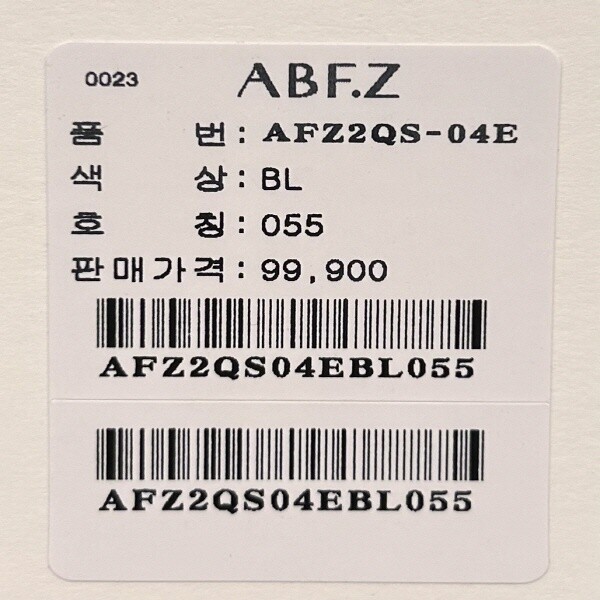 0023 ABF.Z
품 번 : AFZ2QS-04E
색 상 : BL
호 칭 : 055
판매가격 : 99,900
AFZ2QS04EBL055
AFZ2QS04EBL055